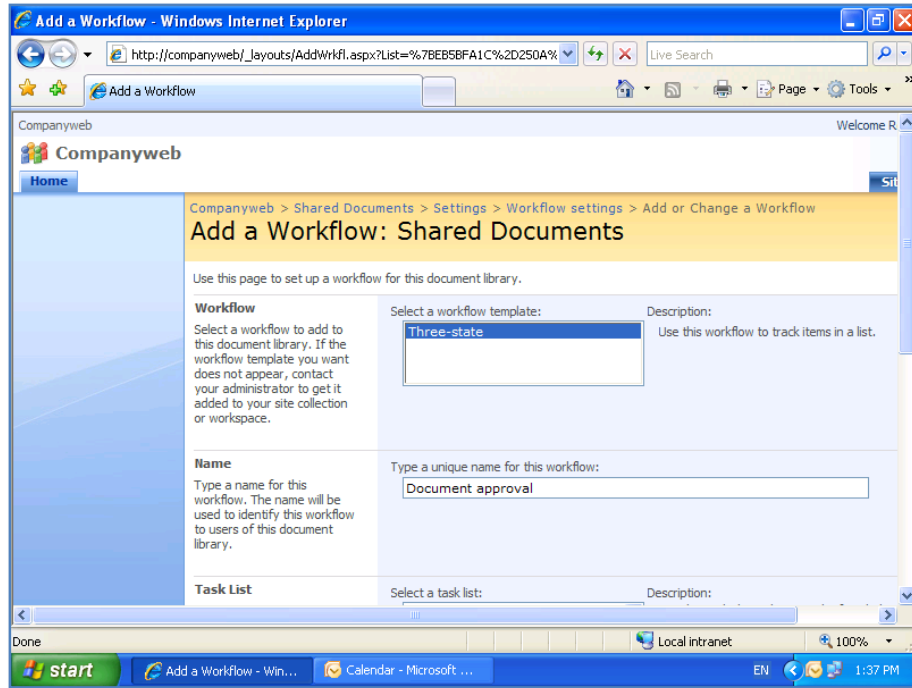 Add a Workflow - Windows Internet Explorer
http://companyweb/_layouts/AddWrkfl.aspx?List=%7BEB5BFA1C%2D250A%
Live Search
Add a Workflow
Page
Tools
Companyweb
Welcome R
Companyweb
Home
Sit
Companyweb > Shared Documents > Settings > Workflow settings > Add or Change a Workflow
Add a Workflow: Shared Documents
Use this page to set up a workflow for this document library.
Workflow
Select a workflow to add to
this document library. If the
workflow template you want
does not appear, contact
your administrator to get it
added to your site collection
or workspace.
Select a workflow template:
Three-state
Description:
Use this workflow to track items in a list.
Name
Type a name for this
workflow. The name will be
used to identify this workflow
to users of this document
library.
Type a unique name for this workflow:
Document approval
Task List
Select a task list:
Description:
Done
Local intranet
100%
start
Add a Workflow - Win...
Calendar - Microsoft ...
EN
1:37 PM